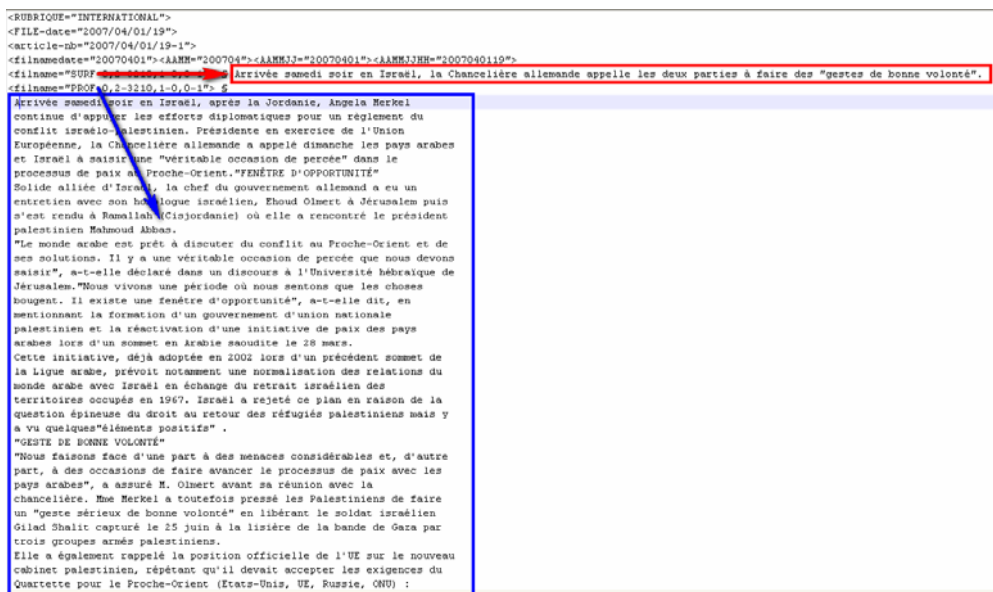 <RUBRIQUE="INTERNATIONAL">
<FILE-date="2007/04/01/19">
<article-nb="2007/04/01/19-1">
<filnamedate="20070401"><AAMM="200704"><AAMMJJ="20070401"><AAMMJJHH="2007040119">
<filname="SURF-0,2-3210,1-0,0 Arrivée samedi soir en Israël, la Chancelière allemande appelle les deux parties à faire des "gestes de bonne volonté".
<filname="PROF-0,2-3210,1-0,0-1"> §
Arrivée samedi soir en Israël, après la Jordanie, Angela Merkel
continue d'appuyer les efforts diplomatiques pour un règlement du
conflit israélo-palestinien. Présidente en exercice de l'Union
Européenne, la Chancelière allemande a appelé dimanche les pays arabes
et Israël à saisir une "véritable occasion de percée" dans le
processus de paix au Proche-Orient."FENÊTRE D'OPPORTUNITÉ"
Solide alliée d'Israël, la chef du gouvernement allemand a eu un
entretien avec son homologue israélien, Ehoud Olmert à Jérusalem puis
s'est rendu à Ramallah (Cisjordanie) où elle a rencontré le président
palestinien Mahmoud Abbas.
"Le monde arabe est prêt à discuter du conflit au Proche-Orient et de
ses solutions. Il y a une véritable occasion de percée que nous devons
saisir", a-t-elle déclaré dans un discours à l'Université hébraïque de
Jérusalem."Nous vivons une période où nous sentons que les choses
bougent. Il existe une fenêtre d'opportunité", a-t-elle dit, en
mentionnant la formation d'un gouvernement d'union nationale
palestinien et la réactivation d'une initiative de paix des pays
arabes lors d'un sommet en Arabie saoudite le 28 mars.
Cette initiative, déjà adoptée en 2002 lors d'un précédent sommet de
la Ligue arabe, prévoit notamment une normalisation des relations du
monde arabe avec Israël en échange du retrait israélien des
territoires occupés en 1967. Israël a rejeté ce plan en raison de la
question épineuse du droit au retour des réfugiés palestiniens mais y
a vu quelques"éléments positifs" .
"GESTE DE BONNE VOLONTÉ"
"Nous faisons face d'une part à des menaces considérables et, d'autre
part, à des occasions de faire avancer le processus de paix avec les
pays arabes", a assuré M. Olmert avant sa réunion avec la
chancelière. Mme Merkel a toutefois pressé les Palestiniens de faire
un "geste sérieux de bonne volonté" en libérant le soldat israélien
Gilad Shalit capturé le 25 juin à la lisière de la bande de Gaza par
trois groupes armés palestiniens.
Elle a également rappelé la position officielle de l'UE sur le nouveau
cabinet palestinien, répétant qu'il devait accepter les exigences du
Quartette pour le Proche-Orient (Etats-Unis, UE, Russie, ONU) :